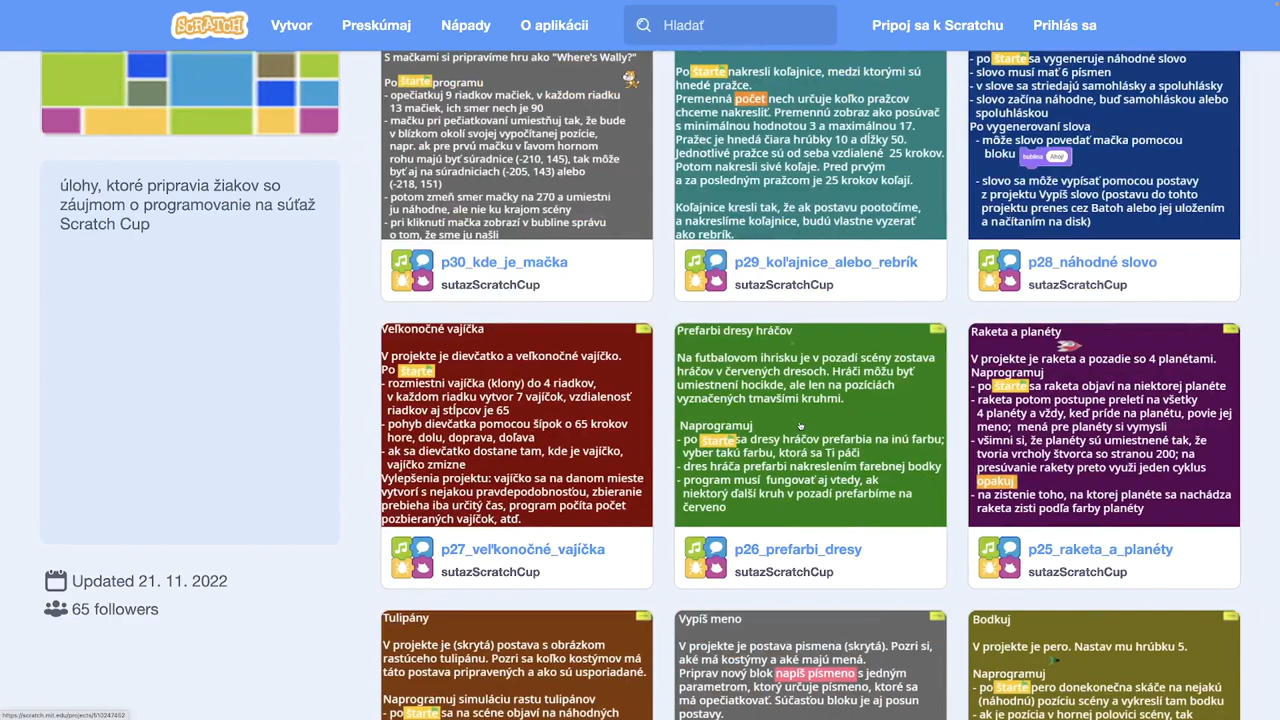 SCRATCH Vytvor Preskúmaj Nápady O aplikácii Hladať Pripoj sa k Scratchu Prihlás sa
úlohy, ktoré pripravia žiakov so
záujmom o programovanie na súťaž
Scratch Cup
Updated 21. 11. 2022
65 followers
S mačkami si pripravíme hru ako "Where's Wally?"
Po štarte programu
- opečiatkuj 9 riadkov mačiek, v každom riadku
13 mačiek, ich smer nech je 90
- mačku pri pečiatkovaní umiestňuj tak, že bude
v blízkom okolí svojej vypočítanej pozície,
napr. ak pre prvú mačku v ľavom hornom
rohu majú byť súradnice (-210, 145), tak môže
byť aj na súradniciach (-205, 143) alebo
(-218, 151)
- potom zmeň smer mačky na 270 a umiestni
ju náhodne, ale nie ku krajom scény
- pri kliknutí mačka zobrazí v bubline správu
o tom, že sme ju našli
p30_kde_je_mačka
sutazScratchCup
Po štarte nakresli koľajnice, medzi ktorými sú
hnedé pražce.
Premenná počet nech určuje koľko pražcov
chceme nakresliť. Premennú zobraz ako posúvač
s minimálnou hodnotou 3 a maximálnou 17.
Pražec je hnedá čiara hrúbky 10 a dĺžky 50.
Jednotlivé pražce sú od seba vzdialené 25 krokov.
Potom nakresli sivé koľaje. Pred prvým
a za posledným pražcom je 25 krokov koľají.
Koľajnice kresli tak, že ak postavu pootočíme,
a nakreslíme koľajnice, budú vlastne vyzerať
ako rebrík.
p29_koľajnice_alebo_rebrík
sutazScratchCup
- po štarte sa vygeneruje náhodné slovo
- slovo musí mať 6 písmen
- v slove sa striedajú samohlásky a spoluhlásky
- slovo začína náhodne, buď samohláskou alebo
spoluhláskou
Po vygenerovaní slova
- môže slovo povedať mačka pomocou
bloku bublina Ahoj!
- slovo sa môže vypísať pomocou postavy
z projektu Vypíš slovo (postavu do tohto
projektu prenes cez Batoh alebo jej uložením
a načítaním na disk)
p28_náhodné slovo
sutazScratchCup
Veľkonočné vajíčka
V projekte je dievčatko a veľkonočné vajíčko.
Po štarte
- rozmiestni vajíčka (klony) do 4 riadkov,
v každom riadku vytvor 7 vajíčok, vzdialenosť
riadkov aj stĺpcov je 65
- pohyb dievčatka pomocou šípok o 65 krokov
hore, dolu, doprava, doľava
- ak sa dievčatko dostane tam, kde je vajíčko,
vajíčko zmizne
Vylepšenia projektu: vajíčko sa na danom mieste
vytvorí s nejakou pravdepodobnosťou, zbieranie
prebieha iba určitý čas, program počíta počet
pozbieraných vajíčok, atď.
p27_veľkonočné_vajíčka
sutazScratchCup
Prefarbi dresy hráčov
Na futbalovom ihrisku je v pozadí scény zostava
hráčov v červených dresoch. Hráči môžu byť
umiestnení hocikde, ale len na pozíciách
vyznačených tmavšími kruhmi.
Naprogramuj
- po štarte sa dresy hráčov prefarbia na inú farbu;
vyber takú farbu, ktorá sa Ti páči
- dres hráča prefarbi nakreslením farebnej bodky
- program musí fungovať aj vtedy, ak
niektorý ďalší kruh v pozadí prefarbíme na
červeno
p26_prefarbi_dresy
sutazScratchCup
Raketa a planéty
V projekte je raketa a pozadie so 4 planétami.
Naprogramuj
- po štarte sa raketa objaví na niektorej planéte
- raketa potom postupne preletí na všetky
4 planéty a vždy, keď príde na planétu, povie jej
meno; mená pre planéty si vymysli
- všimni si, že planéty sú umiestnené tak, že
tvoria vrcholy štvorca so stranou 200; na
presúvanie rakety preto využi jeden cyklus
opakuj
- na zistenie toho, na ktorej planéte sa nachádza
raketa zisti podľa farby planéty
p25_raketa_a_planéty
sutazScratchCup
Tulipány
V projekte je (skrytá) postava s obrázkom
rastúceho tulipánu. Pozri sa koľko kostýmov má
táto postava pripravených a ako sú usporiadané.
Naprogramuj simuláciu rastu tulipánov
- po štarte sa na scéne objaví na náhodných
Vypíš meno
V projekte je postava pismena (skrytá). Pozri si,
aké má kostýmy a aké majú mená.
Priprav nový blok napíš písmeno s jedným
parametrom, ktorý určuje písmeno, ktoré sa
má opečiatkovať. Súčasťou bloku je aj posun
postavy.
Bodkuj
V projekte je pero. Nastav mu hrúbku 5.
Naprogramuj
- po štarte pero donekonečna skáče na nejakú
(náhodnú) pozíciu scény a vykreslí tam bodku
- ak je pozícia v hornej polovici scény, tak
https://scratch.mit.edu/projects/510247452